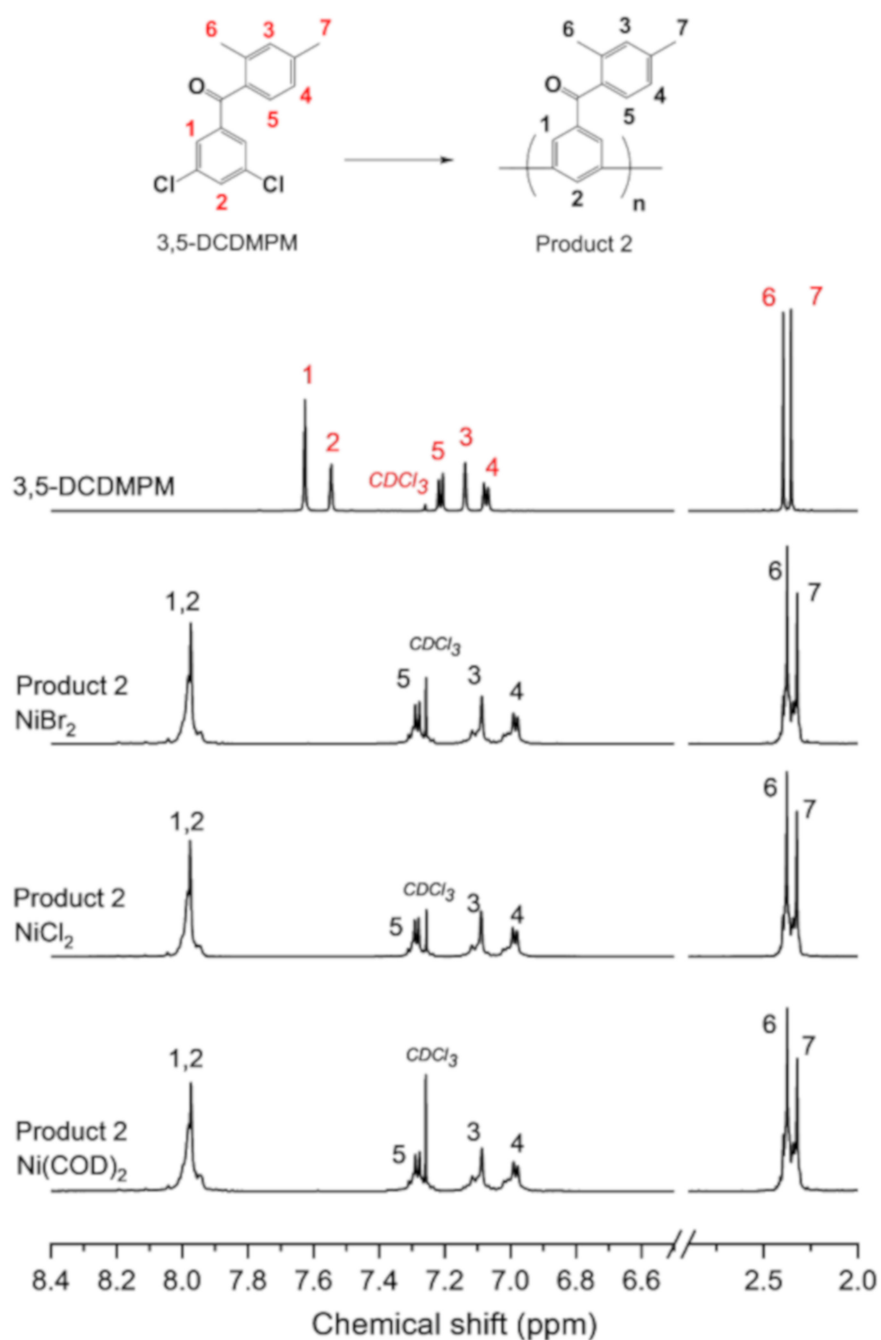 6 3 7
O 4
5
1
Cl Cl
2
3,5-DCDMPM
6 3 7
O 4
5
1
2 n
Product 2
6 7
1
2
5 3
CDCl3 4
3,5-DCDMPM
6
1,2 7
CDCl3
Product 2 5 3 4
NiBr2
6
1,2 7
CDCl3
Product 2 5 3 4
NiCl2
6
1,2 CDCl3 7
Product 2 5 3 4
Ni(COD)2
8.4 8.2 8.0 7.8 7.6 7.4 7.2 7.0 6.8 6.6 2.5 2.0
Chemical shift (ppm)